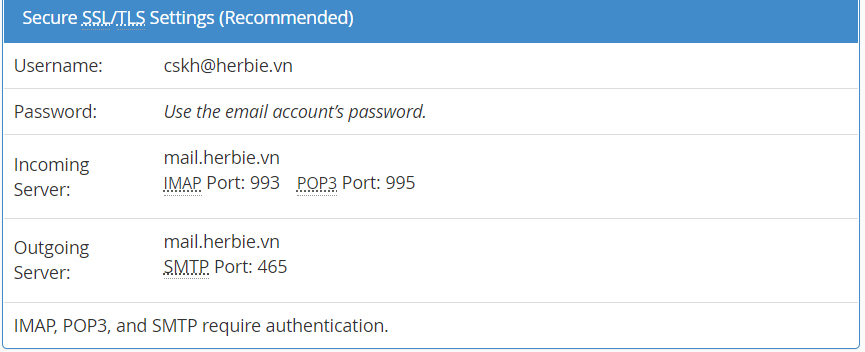 Secure SSL/TLS Settings (Recommended)
Username: cskh@herbie.vn
Password: Use the email account’s password.
Incoming Server: mail.herbie.vn
IMAP Port: 993 POP3 Port: 995
Outgoing Server: mail.herbie.vn
SMTP Port: 465
IMAP, POP3, and SMTP require authentication.